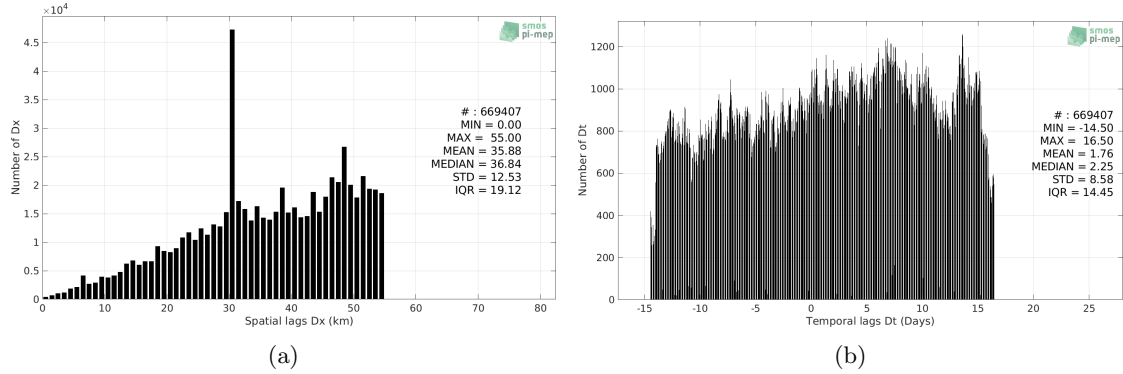 ×10⁴
4.5
4
3.5
3
2.5
2
1.5
1
0.5
0
0 10 20 30 40 50 60 70 80
Number of Dx
Spatial lags Dx (km)
smos
pi-mep
# : 669407
MIN = 0.00
MAX = 55.00
MEAN = 35.88
MEDIAN = 36.84
STD = 12.53
IQR = 19.12
(a)
1200
1000
800
600
400
200
0
-15 -10 -5 0 5 10 15 20 25
Number of Dt
Temporal lags Dt (Days)
smos
pi-mep
# : 669407
MIN = -14.50
MAX = 16.50
MEAN = 1.76
MEDIAN = 2.25
STD = 8.58
IQR = 14.45
(b)